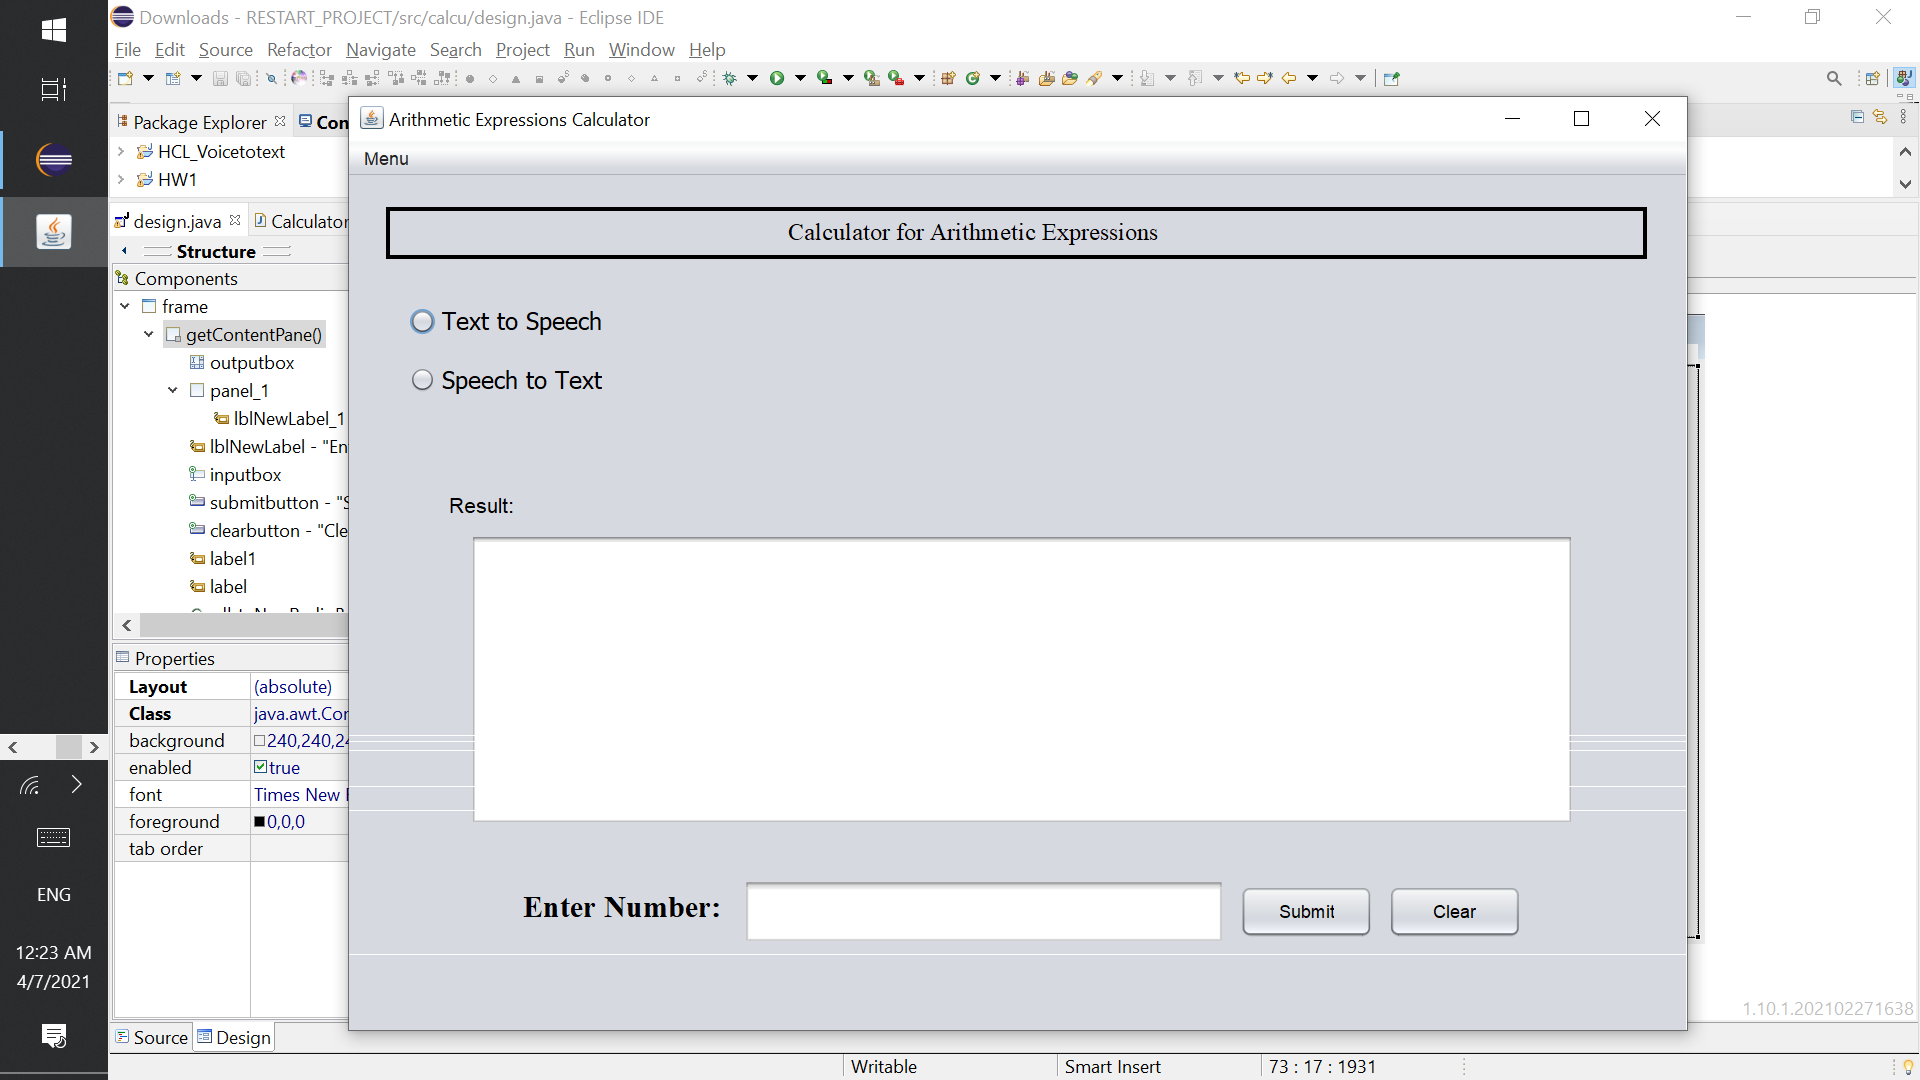 Downloads - RESTART_PROJECT/src/calcu/design.java - Eclipse IDE
File Edit Source Refactor Navigate Search Project Run Window Help
Package Explorer
Con
HCL_Voicetotext
HW1
design.java
Calculator
Structure
Components
frame
getContentPane()
outputbox
panel_1
lblNewLabel_1
lblNewLabel - "En
inputbox
submitbutton - "S
clearbutton - "Cle
label1
label
Properties
Layout (absolute)
Class java.awt.Con
background 240,240,24
enabled true
font Times New
foreground 0,0,0
tab order
Source Design
Arithmetic Expressions Calculator
Menu
Calculator for Arithmetic Expressions
Text to Speech
Speech to Text
Result:
Enter Number:
Submit
Clear
1.10.1.202102271638
Writable
Smart Insert
73 : 17 : 1931
ENG
12:23 AM
4/7/2021